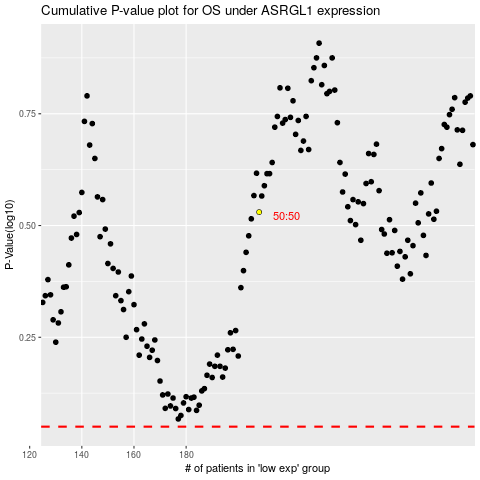 Cumulative P-value plot for OS under ASRGL1 expression
P-Value(log10)
0.75
0.50
0.25
50:50
120 140 160 180
# of patients in 'low exp' group